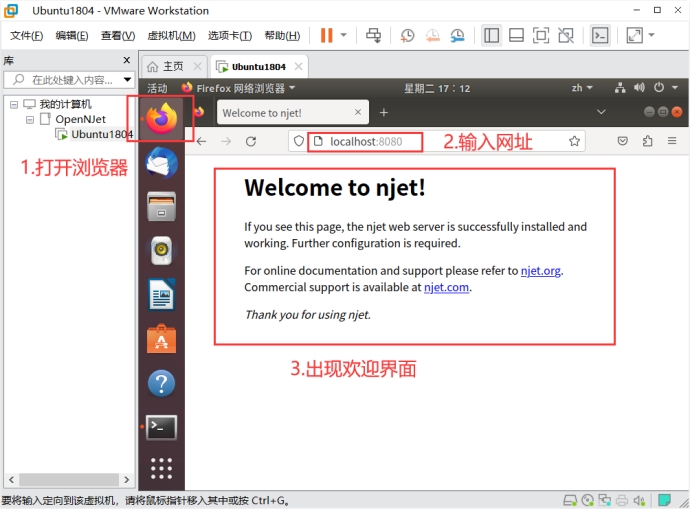 Ubuntu1804 - VMware Workstation
文件(F) 编辑(E) 查看(V) 虚拟机(M) 选项卡(T) 帮助(H)
库
在此处键入内容...
我的计算机
OpenNJet
Ubuntu1804
1.打开浏览器
主页
Ubuntu1804
活动 Firefox 网络浏览器 星期二 17：12 zh
Welcome to njet!
localhost:8080
2.输入网址
Welcome to njet!
If you see this page, the njet web server is successfully installed and
working. Further configuration is required.
For online documentation and support please refer to njet.org.
Commercial support is available at njet.com.
Thank you for using njet.
3.出现欢迎界面
要将输入定向到该虚拟机，请将鼠标指针移入其中或按 Ctrl+G。